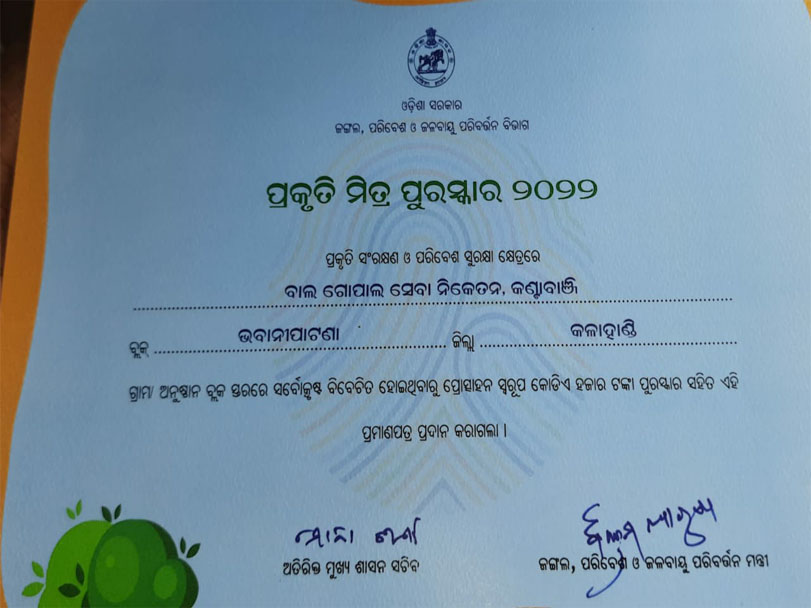 ଓଡ଼ିଶା ସରକାର
ଜଙ୍ଗଲ, ପରିବେଶ ଓ ଜଳବାୟୁ ପରିବର୍ତ୍ତନ ବିଭାଗ
ପ୍ରକୃତି ମିତ୍ର ପୁରସ୍କାର ୨୦୨୨
ପ୍ରକୃତି ସଂରକ୍ଷଣ ଓ ପରିବେଶ ସୁରକ୍ଷା କ୍ଷେତ୍ରରେ
ବାଲ ଗୋପାଲ ସେବା ନିକେତନ, କଣ୍ଟାବାଞ୍ଜି
ବ୍ଲକ୍ ଭବାନୀପାଟଣା ଜିଲ୍ଲା କଳାହାଣ୍ଡି
ଗ୍ରାମ/ ଅନୁଷ୍ଠାନ ବ୍ଲକ ସ୍ତରରେ ସର୍ବୋତ୍କୃଷ୍ଟ ବିବେଚିତ ହୋଇଥିବାରୁ ପ୍ରୋତ୍ସାହନ ସ୍ୱରୂପ କୋଡିଏ ହଜାର ଟଙ୍କା ପୁରସ୍କାର ସହିତ ଏହି
ପ୍ରମାଣପତ୍ର ପ୍ରଦାନ କରାଗଲା ।
ଅତିରିକ୍ତ ମୁଖ୍ୟ ଶାସନ ସଚିବ
ଜଙ୍ଗଲ, ପରିବେଶ ଓ ଜଳବାୟୁ ପରିବର୍ତ୍ତନ ମନ୍ତ୍ରୀ